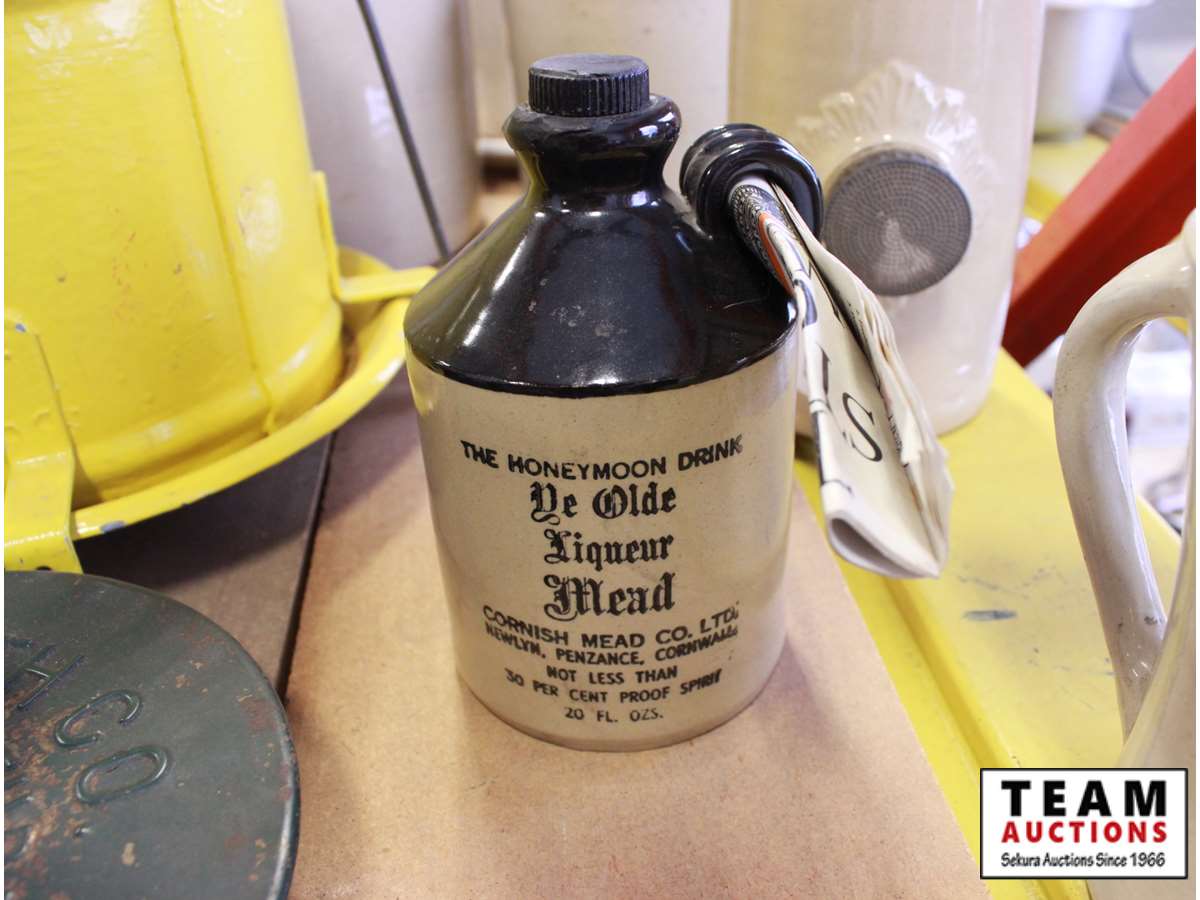 THE HONEYMOON DRINK
Ye Olde
Liqueur
Mead
CORNISH MEAD CO. LTD.
NEWLYN, PENZANCE, CORNWALL
NOT LESS THAN
30 PER CENT PROOF SPIRIT
20 FL. OZS.
S
H CO.
TEAM
AUCTIONS
Sekura Auctions Since 1966